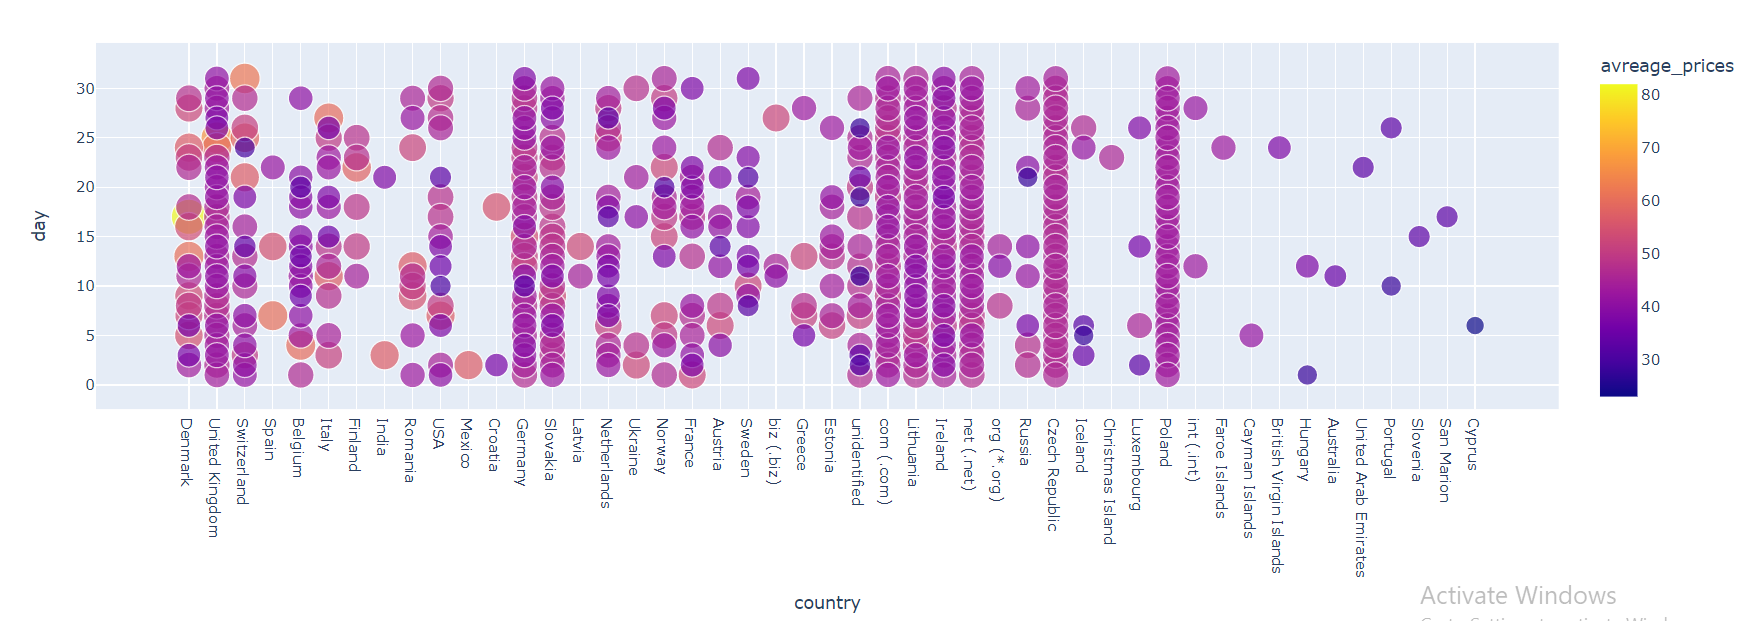 avreage_prices
80
70
60
50
40
30
day
30
25
20
15
10
5
0
Denmark
United Kingdom
Switzerland
Spain
Belgium
Italy
Finland
India
Romania
USA
Mexico
Croatia
Germany
Slovakia
Latvia
Netherlands
Ukraine
Norway
France
Austria
Sweden
biz (.biz)
Greece
Estonia
unidentified
com (.com)
Lithuania
Ireland
net (.net)
org (*.org)
Russia
Czech Republic
Iceland
Christmas Island
Luxembourg
Poland
int (.int)
Faroe Islands
Cayman Islands
British Virgin Islands
Hungary
Australia
United Arab Emirates
Portugal
Slovenia
San Marion
Cyprus
country
Activate Windows